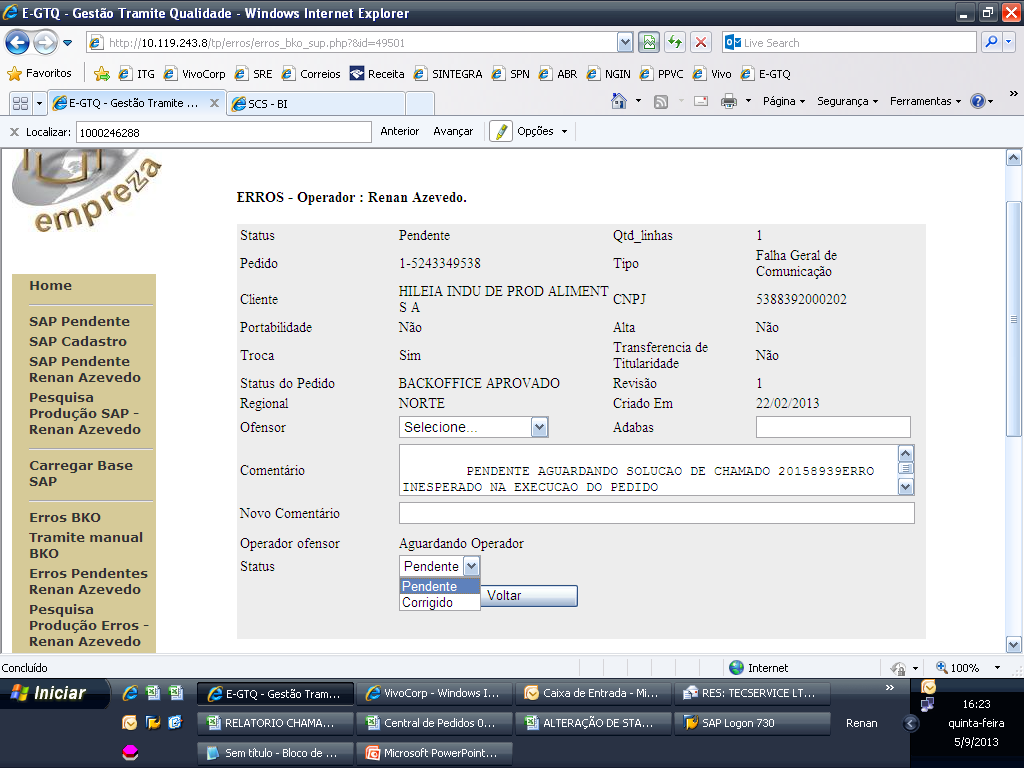 E-GTQ - Gestão Tramite Qualidade - Windows Internet Explorer
http://10.119.243.8/tp/erros/erros_bko_sup.php?&id=49501
Live Search
Favoritos ITG VivoCorp SRE Correios Receita SINTEGRA SPN ABR NGIN PPVC Vivo E-GTQ
E-GTQ - Gestão Tramite ... SCS - BI Página Segurança Ferramentas
Localizar: 1000246288 Anterior Avançar Opções
empreza
ERROS - Operador : Renan Azevedo.
Status Pendente Qtd_linhas 1
Pedido 1-5243349538 Tipo Falha Geral de
Comunicação
Cliente HILEIA INDU DE PROD ALIMENT
S A CNPJ 5388392000202
Portabilidade Não Alta Não
Troca Sim Transferencia de
Titularidade Não
Status do Pedido BACKOFFICE APROVADO Revisão 1
Regional NORTE Criado Em 22/02/2013
Ofensor Selecione... Adabas
Comentário PENDENTE AGUARDANDO SOLUCAO DE CHAMADO 20158939ERRO
INESPERADO NA EXECUCAO DO PEDIDO
Novo Comentário
Operador ofensor Aguardando Operador
Status Pendente
Pendente
Corrigido
Voltar
Home
SAP Pendente
SAP Cadastro
SAP Pendente
Renan Azevedo
Pesquisa
Produção SAP -
Renan Azevedo
Carregar Base
SAP
Erros BKO
Tramite manual
BKO
Erros Pendentes
Renan Azevedo
Pesquisa
Produção Erros -
Renan Azevedo
Concluído Internet 100%
Iniciar E-GTQ - Gestão Tram... VivoCorp - Windows I... Caixa de Entrada - Mi... RES: TECSERVICE LT... 16:23
RELATORIO CHAMA... Central de Pedidos 0... ALTERAÇÃO DE STA... SAP Logon 730 Renan quinta-feira
Sem título - Bloco de ... Microsoft PowerPoint... 5/9/2013